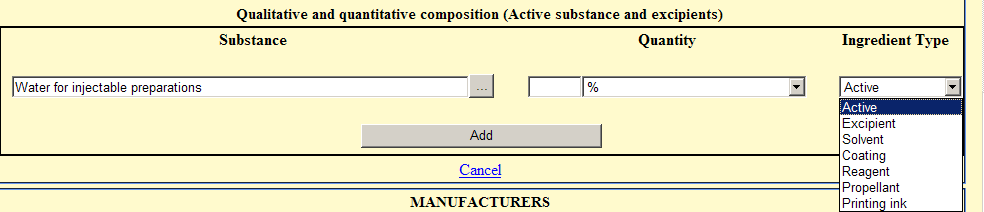 Qualitative and quantitative composition (Active substance and excipients)
Substance Quantity Ingredient Type
Water for injectable preparations ... % Active
Active
Excipient
Add
Solvent
Coating
Cancel
Reagent
Propellant
MANUFACTURERS
Printing ink